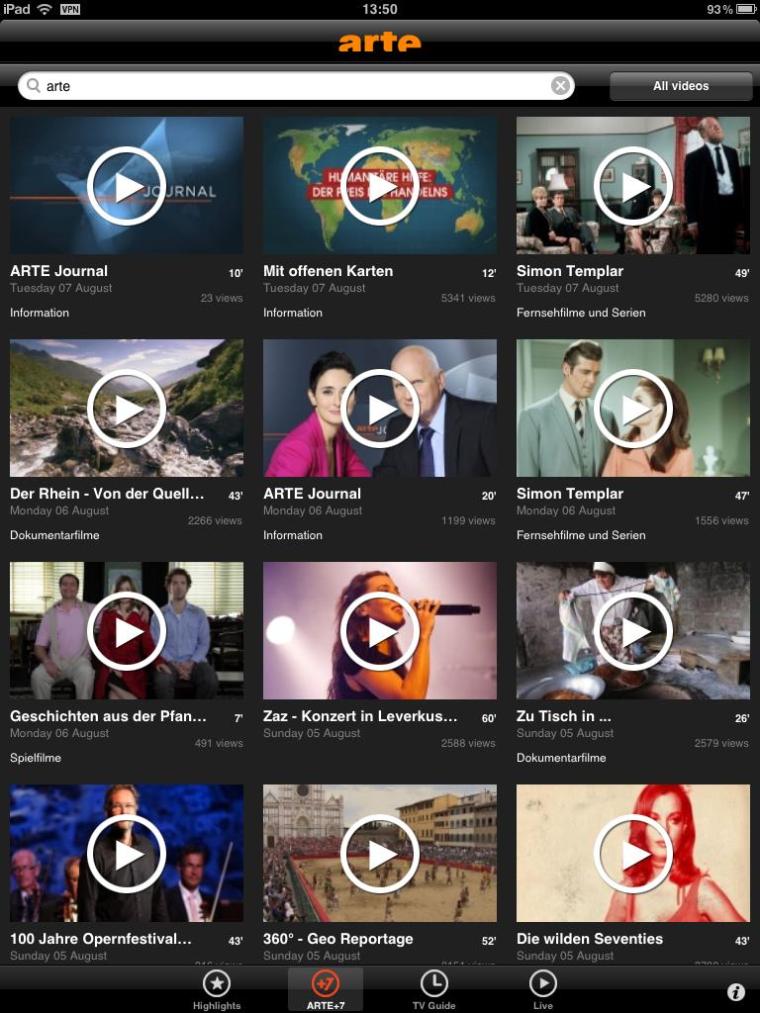 iPad VPN 13:50 93%
arte
arte All videos
JOURNAL
HUMANITÄRE HILFE:
DER PREIS DES HANDELNS
ARTE Journal 10'
Tuesday 07 August
23 views
Information
Mit offenen Karten 12'
Tuesday 07 August
5341 views
Information
Simon Templar 49'
Tuesday 07 August
5280 views
Fernsehfilme und Serien
Der Rhein - Von der Quell... 43'
Monday 06 August
2266 views
Dokumentarfilme
ARTE Journal 20'
Monday 06 August
1199 views
Information
Simon Templar 47'
Monday 06 August
1556 views
Fernsehfilme und Serien
Geschichten aus der Pfan... 7'
Monday 06 August
491 views
Spielfilme
Zaz - Konzert in Leverkus... 60'
Sunday 05 August
2588 views
Zu Tisch in ... 26'
Sunday 05 August
2579 views
Dokumentarfilme
100 Jahre Opernfestival... 43'
Sunday 05 August
360° - Geo Reportage 52'
Sunday 05 August
Die wilden Seventies 43'
Sunday 05 August
Highlights
+7
ARTE+7
TV Guide
Live
i